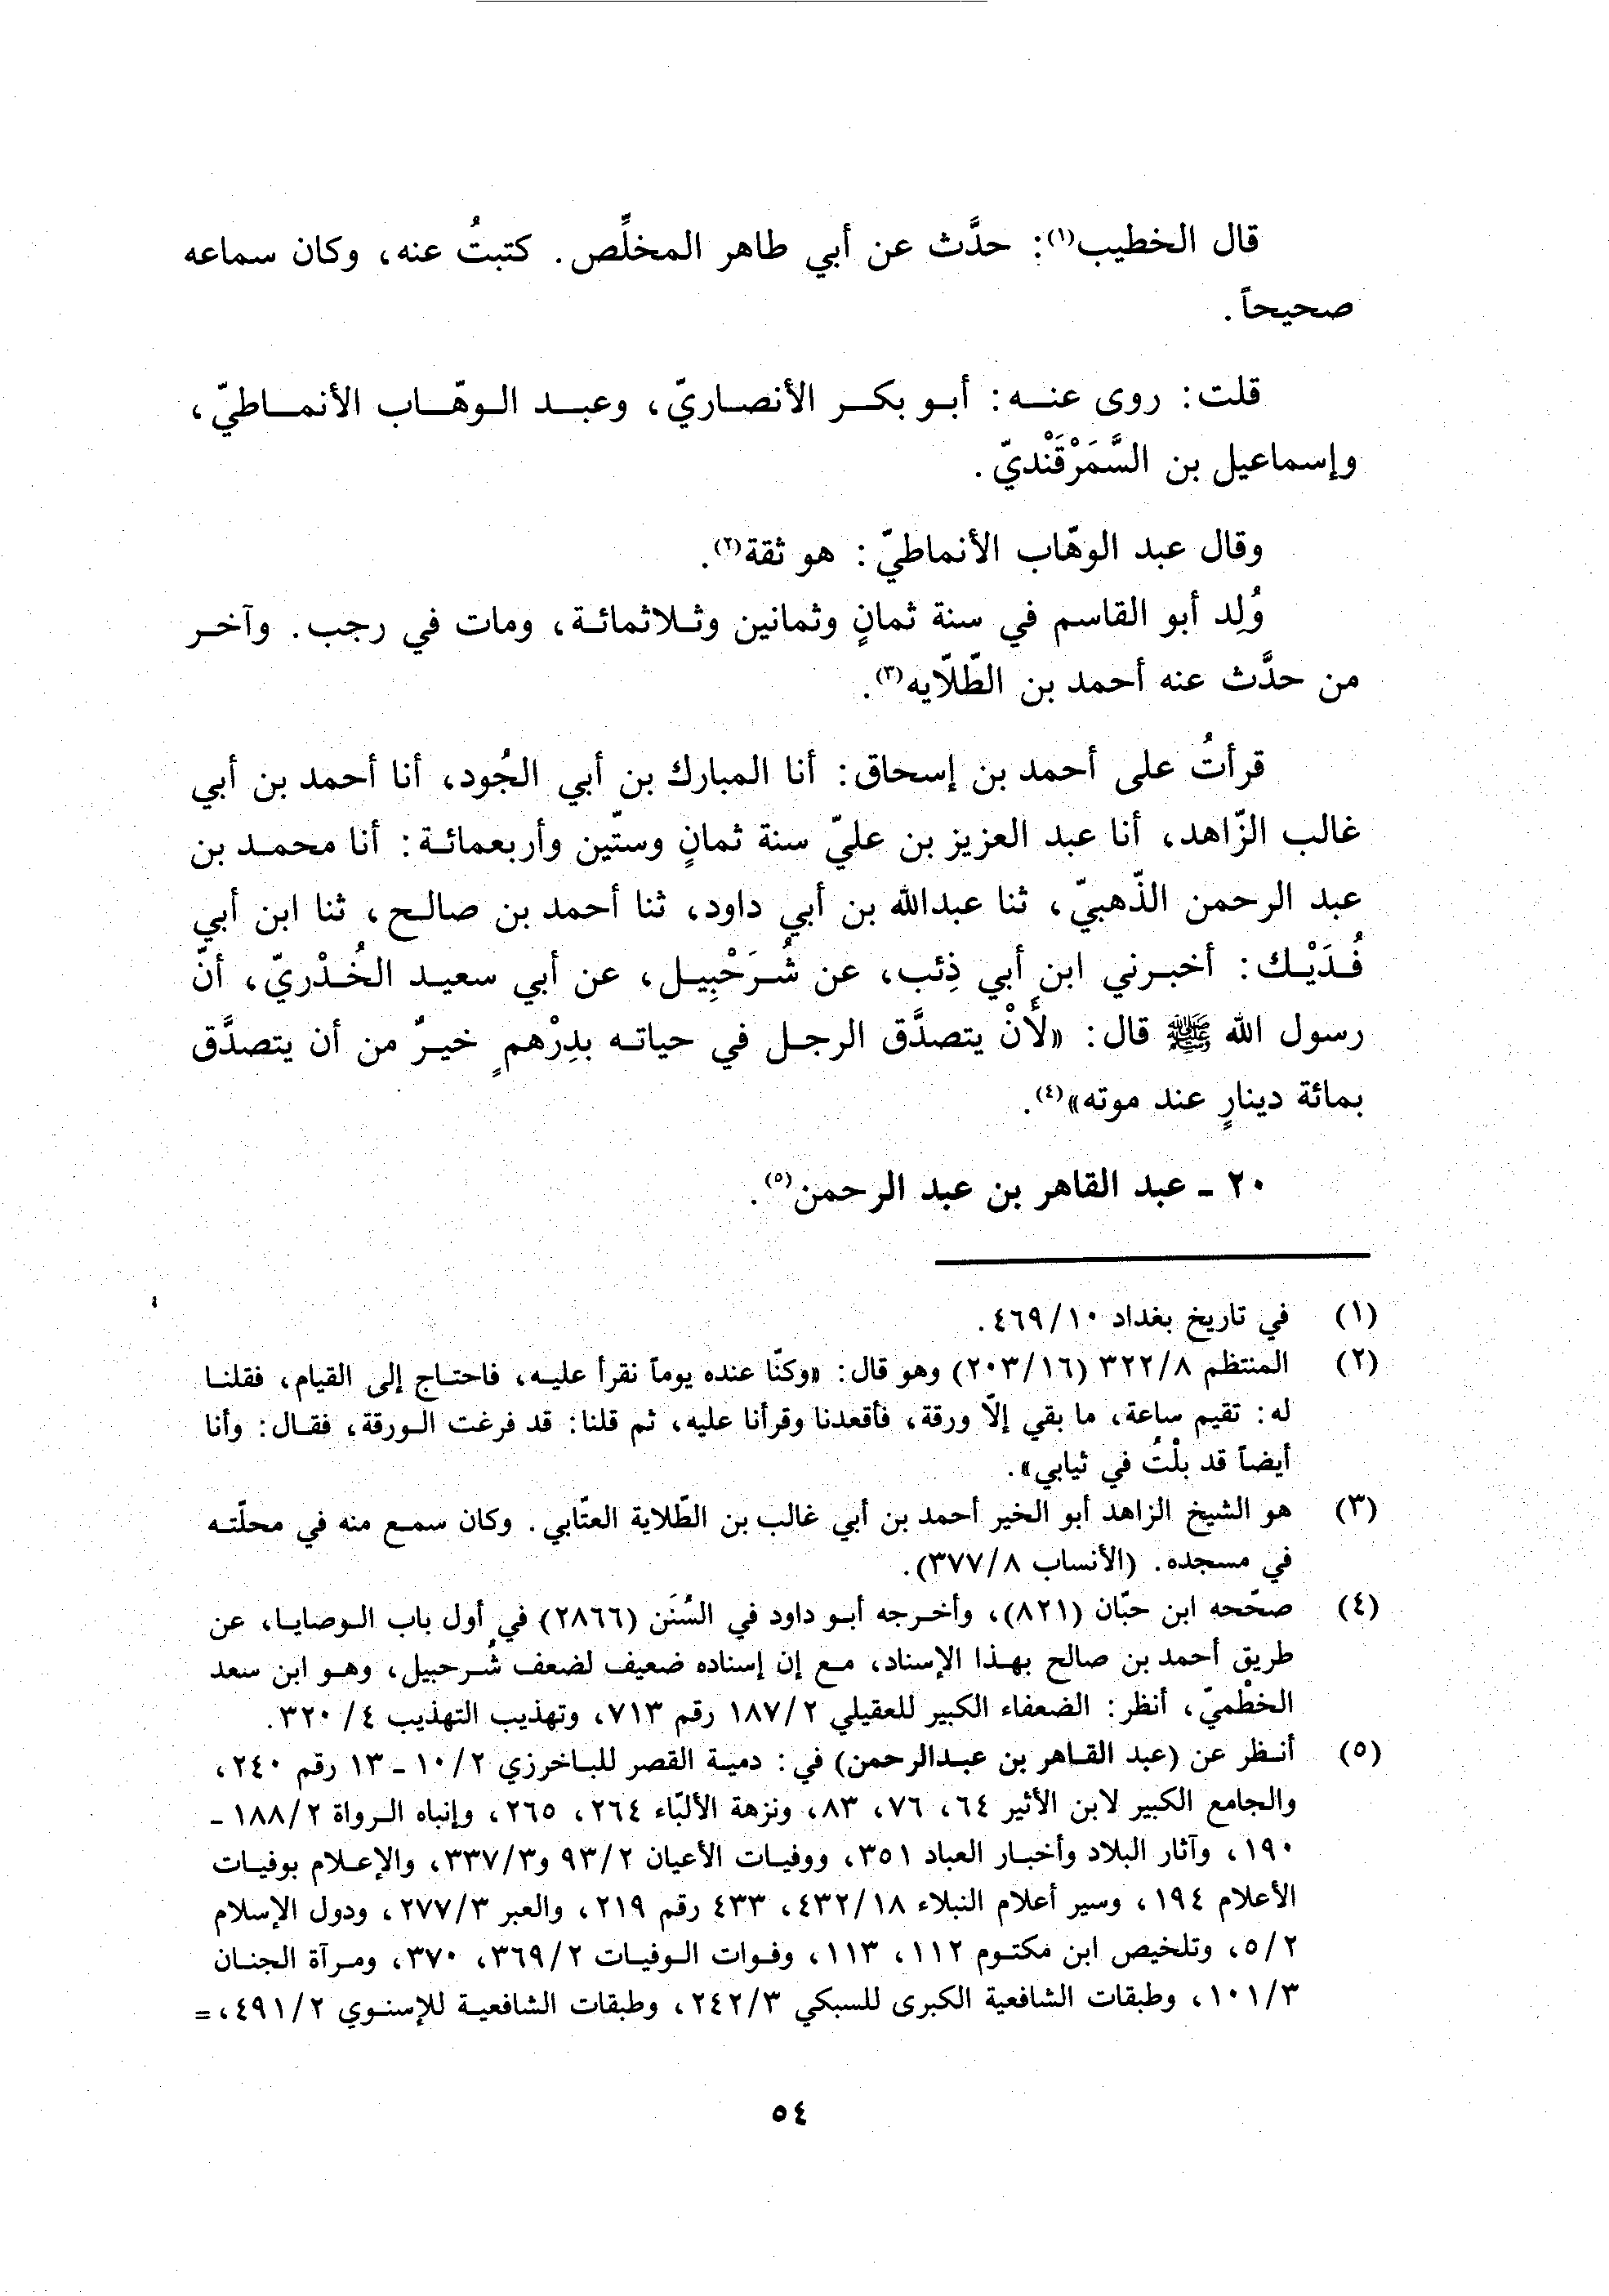 قال الخطيب(١): حدَّث عن أبي طاهر المخلِّص. كتبتُ عنه، وكان سماعه
صحيحاً.
قلت: روى عنه: أبو بكر الأنصاريّ، وعبد الوهّاب الأنماطيّ،
وإسماعيل بن السَّمَرْقَنْديّ.
وقال عبد الوهّاب الأنماطيّ: هو ثقة(٢).
وُلِد أبو القاسم في سنة ثمانٍ وثمانين وثلاثمائة، ومات في رجب. وآخر
من حدَّث عنه أحمد بن الطّلّايه(٣).
قرأتُ على أحمد بن إسحاق: أنا المبارك بن أبي الجُود، أنا أحمد بن أبي
غالب الزّاهد، أنا عبد العزيز بن عليّ سنة ثمانٍ وستّين وأربعمائة: أنا محمد بن
عبد الرحمن الذّهبيّ، ثنا عبدالله بن أبي داود، ثنا أحمد بن صالح، ثنا ابن أبي
فُدَيْك: أخبرني ابن أبي ذِئب، عن شُرَحْبِيل، عن أبي سعيد الخُدْريّ، أنّ
رسول الله ﷺ قال: «لَأَنْ يتصدَّق الرجل في حياته بدِرْهمٍ خيرٌ من أن يتصدَّق
بمائة دينارٍ عند موته»(٤).
٢٠ ـ عبد القاهر بن عبد الرحمن(٥).
(١) في تاريخ بغداد ٤٦٩/١٠.
(٢) المنتظم ٣٢٢/٨ (٢٠٣/١٦) وهو قال: «وكنّا عنده يوماً نقرأ عليه، فاحتاج إلى القيام، فقلنا
له: تقيم ساعة، ما بقي إلّا ورقة، فأقعدنا وقرأنا عليه، ثم قلنا: قد فرغت الورقة، فقال: وأنا
أيضاً قد بلْتُ في ثيابي».
(٣) هو الشيخ الزاهد أبو الخير أحمد بن أبي غالب بن الطّلاية العتّابي. وكان سمع منه في محلّته
في مسجده. (الأنساب ٣٧٧/٨).
(٤) صحّحه ابن حبّان (٨٢١)، وأخرجه أبو داود في السُنَن (٢٨٦٦) في أول باب الوصايا، عن
طريق أحمد بن صالح بهذا الإسناد، مع إن إسناده ضعيف لضعف شُرحبيل، وهو ابن سعد
الخطْميّ، أنظر: الضعفاء الكبير للعقيلي ١٨٧/٢ رقم ٧١٣، وتهذيب التهذيب ٣٢٠/٤.
(٥) أنظر عن (عبد القاهر بن عبدالرحمن) في: دمية القصر للباخرزي ١٠/٢ ـ ١٣ رقم ٢٤٠،
والجامع الكبير لابن الأثير ٦٤، ٧٦، ٨٣، ونزهة الألبّاء ٢٦٤، ٢٦٥، وإنباه الرواة ١٨٨/٢ ـ
١٩٠، وآثار البلاد وأخبار العباد ٣٥١، ووفيات الأعيان ٩٣/٢ و٣٣٧/٣، والإعلام بوفيات
الأعلام ١٩٤، وسير أعلام النبلاء ٤٣٢/١٨، ٤٣٣ رقم ٢١٩، والعبر ٢٧٧/٣، ودول الإسلام
٥/٢، وتلخيص ابن مكتوم ١١٢، ١١٣، وفوات الوفيات ٣٦٩/٢، ٣٧٠، ومرآة الجنان
١٠١/٣، وطبقات الشافعية الكبرى للسبكي ٢٤٢/٣، وطبقات الشافعية للإسنوي ٤٩١/٢، =
٥٤